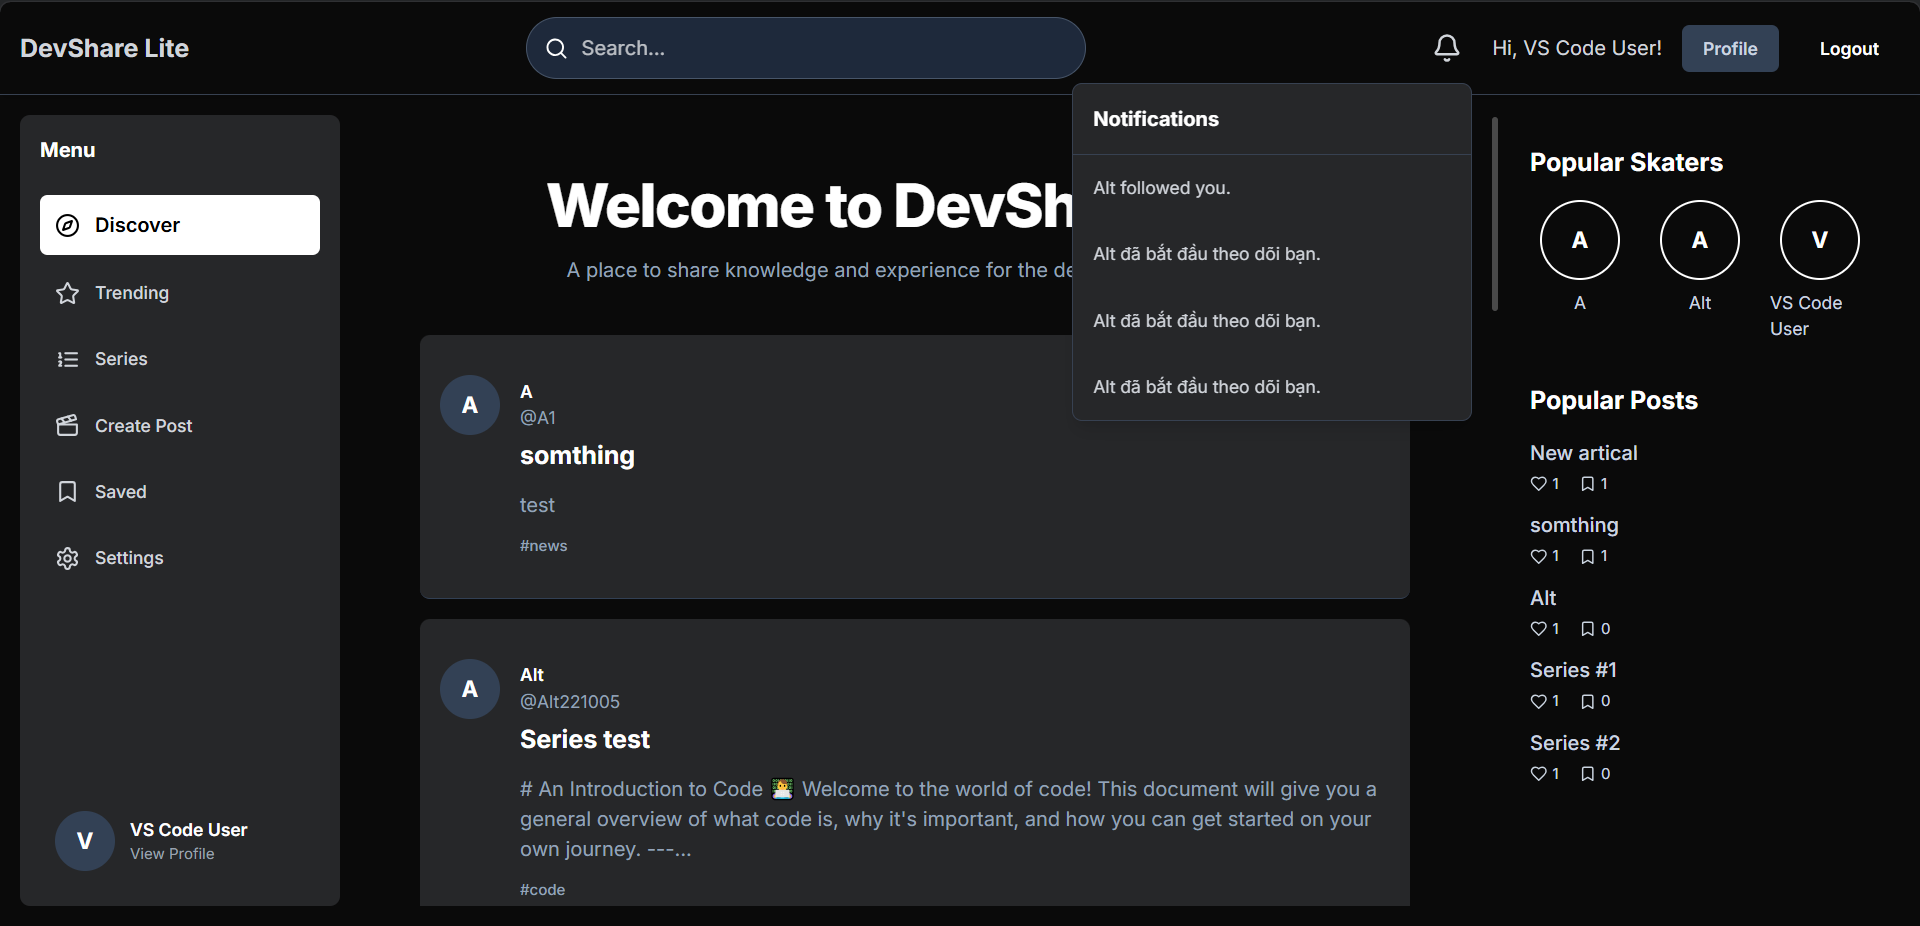 DevShare Lite
Search...
Hi, VS Code User!
Profile
Logout
Menu
Discover
Trending
Series
Create Post
Saved
Settings
V
VS Code User
View Profile
Welcome to DevSh
A place to share knowledge and experience for the de
A
A
@A1
somthing
test
#news
A
Alt
@Alt221005
Series test
# An Introduction to Code 🧑‍💻 Welcome to the world of code! This document will give you a
general overview of what code is, why it's important, and how you can get started on your
own journey. ---...
#code
Notifications
Alt followed you.
Alt đã bắt đầu theo dõi bạn.
Alt đã bắt đầu theo dõi bạn.
Alt đã bắt đầu theo dõi bạn.
Popular Skaters
A
A
V
A
Alt
VS Code
User
Popular Posts
New artical
1 1
somthing
1 1
Alt
1 0
Series #1
1 0
Series #2
1 0